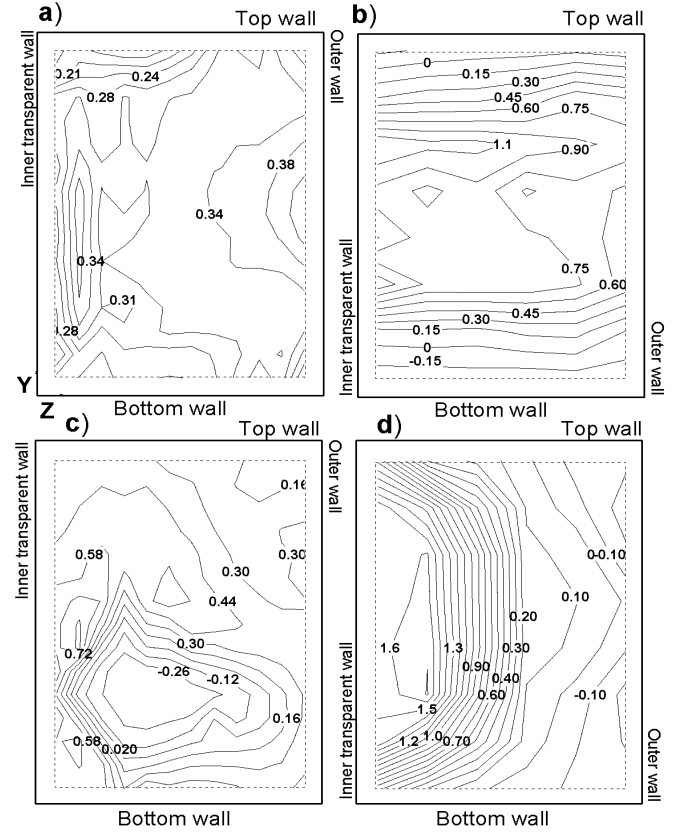 a)
Top wall
Inner transparent wall
Outer wall
0.21
0.24
0.28
0.38
0.34
0.34
0.31
0.28
Y
Z
Bottom wall
b)
Top wall
0
0.15
0.30
0.45
0.60
0.75
1.1
0.90
0.75
0.60
0.45
0.30
0.15
0
-0.15
Inner transparent wall
Outer wall
Bottom wall
c)
Top wall
Inner transparent wall
Outer wall
0.16
0.58
0.30
0.30
0.44
0.30
0.72
-0.26
-0.12
0.16
0.58
0.020
Bottom wall
d)
Top wall
0
-0.10
0.10
0.20
1.6
1.3
0.30
0.90
0.40
0.60
-0.10
1.5
1.2
1.0
0.70
Inner transparent wall
Outer wall
Bottom wall